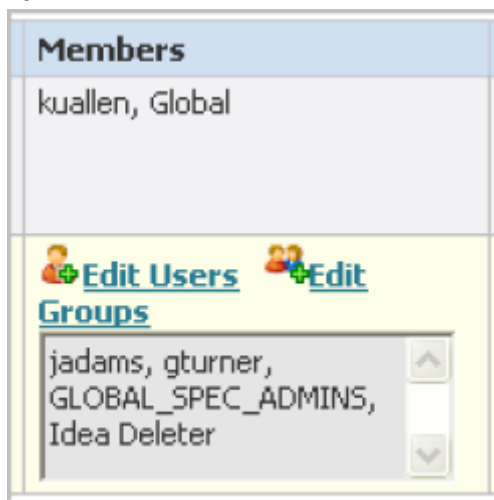 Members
kuallen, Global
Edit Users Edit
Groups
jadams, gturner,
GLOBAL_SPEC_ADMINS,
Idea Deleter